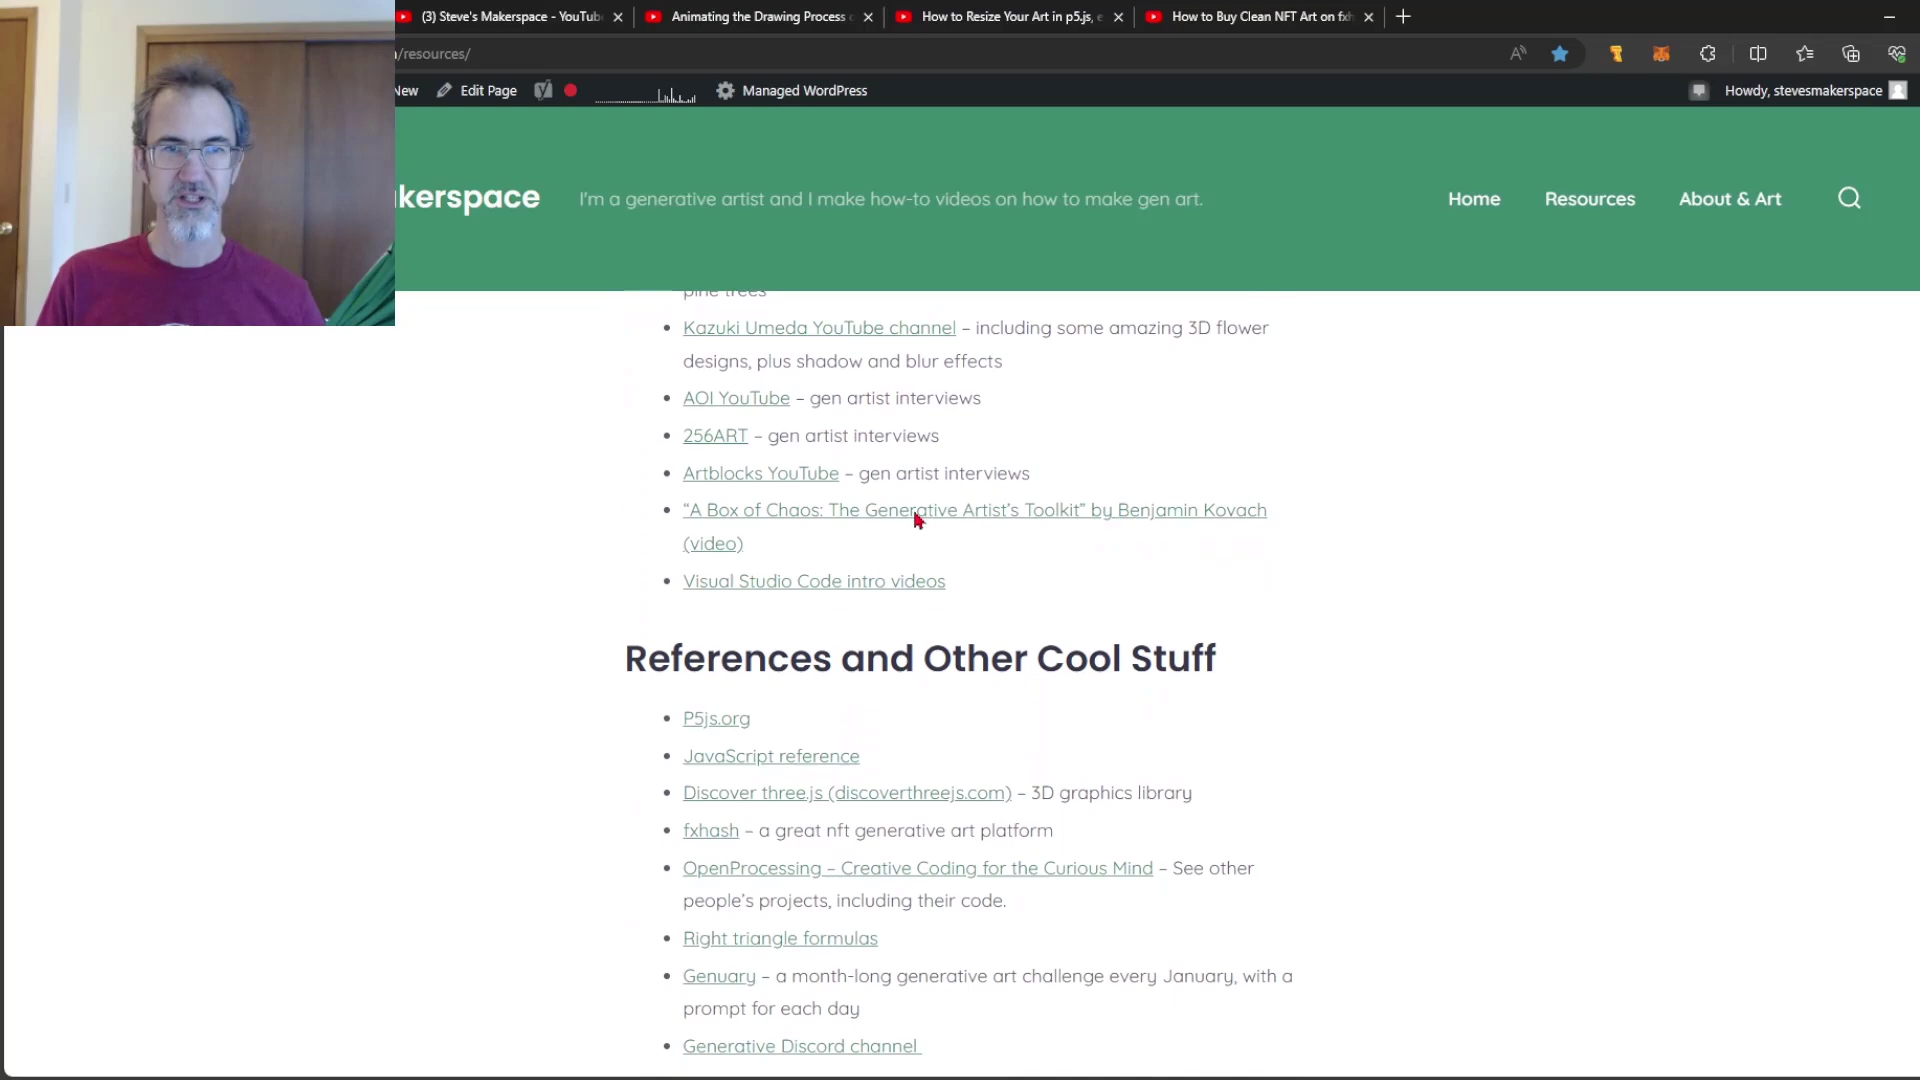 (3) Steve's Makerspace - YouTub
Animating the Drawing Process
How to Resize Your Art in p5.js,
How to Buy Clean NFT Art on fxh
/resources/
New
Edit Page
Managed WordPress
Howdy, stevesmakerspace
kerspace
I'm a generative artist and I make how-to videos on how to make gen art.
Home
Resources
About & Art
pine trees
Kazuki Umeda YouTube channel – including some amazing 3D flower
designs, plus shadow and blur effects
AOI YouTube – gen artist interviews
256ART – gen artist interviews
Artblocks YouTube – gen artist interviews
“A Box of Chaos: The Generative Artist’s Toolkit” by Benjamin Kovach
(video)
Visual Studio Code intro videos
References and Other Cool Stuff
P5js.org
JavaScript reference
Discover three.js (discoverthreejs.com) – 3D graphics library
fxhash – a great nft generative art platform
OpenProcessing – Creative Coding for the Curious Mind – See other
people’s projects, including their code.
Right triangle formulas
Genuary – a month-long generative art challenge every January, with a
prompt for each day
Generative Discord channel